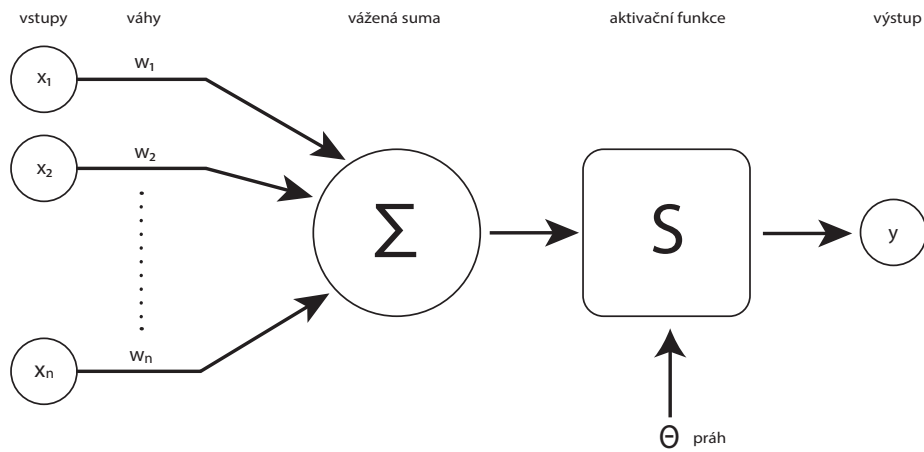 vstupy váhy vážená suma aktivační funkce výstup
x1 w1
x2 w2
Σ S y
xn wn
Θ práh